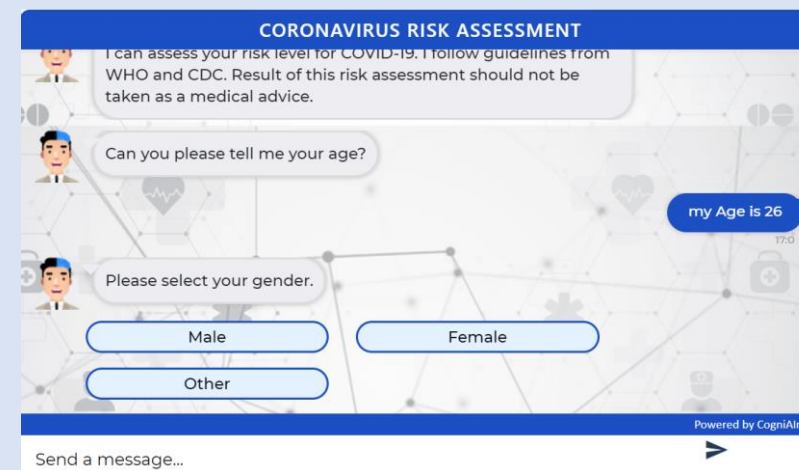 CORONAVIRUS RISK ASSESSMENT
I can assess your risk level for COVID-19. I follow guidelines from
WHO and CDC. Result of this risk assessment should not be
taken as a medical advice.
Can you please tell me your age?
my Age is 26
17:0
Please select your gender.
Male
Female
Other
Powered by CogniAIm
Send a message...